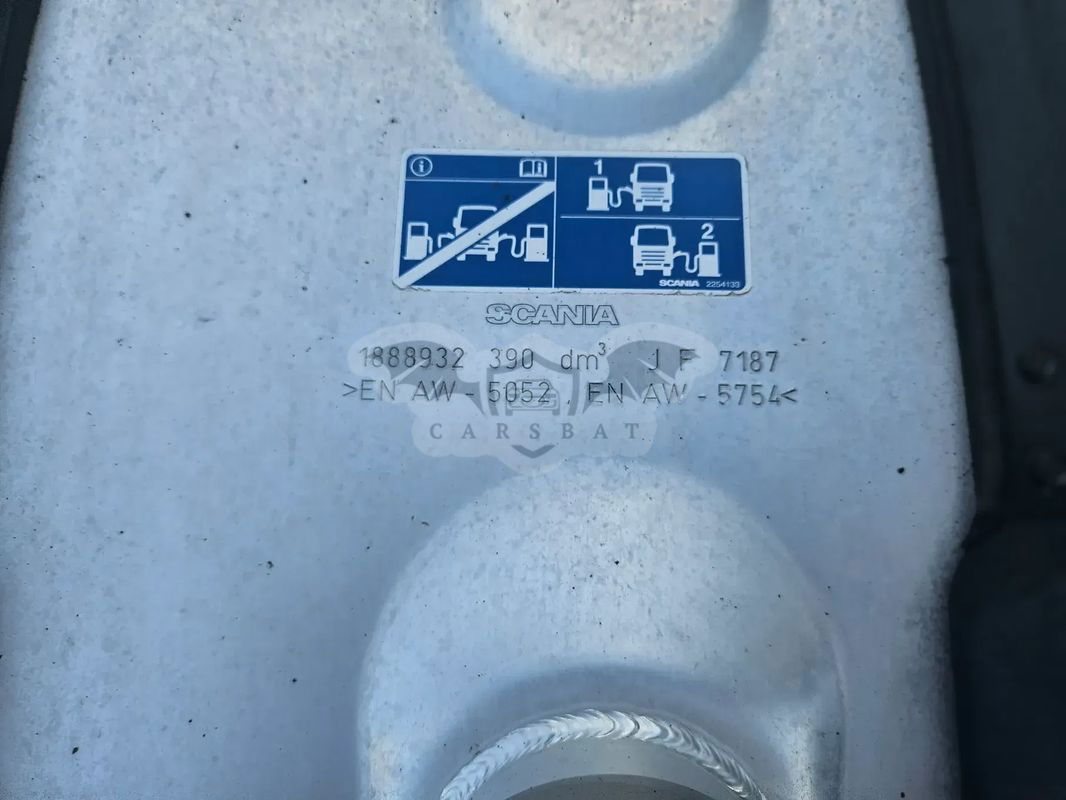 1
2
SCANIA 2254133
SCANIA
1888932 390 dm³ J F 7187
>EN AW-5052, EN AW-5754<
CARSBAT